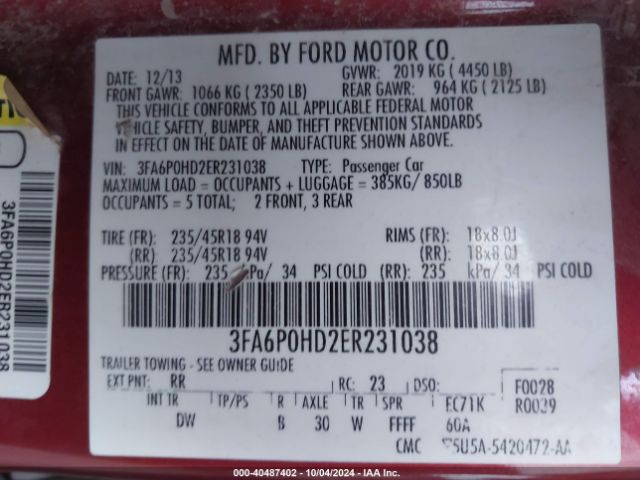 MFD. BY FORD MOTOR CO.
DATE: 12/13 GVWR: 2019 KG ( 4450 LB)
FRONT GAWR: 1066 KG ( 2350 LB) REAR GAWR: 964 KG ( 2125 LB)
THIS VEHICLE CONFORMS TO ALL APPLICABLE FEDERAL MOTOR
VEHICLE SAFETY, BUMPER, AND THEFT PREVENTION STANDARDS
IN EFFECT ON THE DATE OF MANUFACTURE SHOWN ABOVE.
VIN: 3FA6P0HD2ER231038 TYPE: Passenger Car
MAXIMUM LOAD = OCCUPANTS + LUGGAGE = 385KG/ 850LB
OCCUPANTS = 5 TOTAL; 2 FRONT, 3 REAR
TIRE (FR): 235/45R18 94V RIMS (FR): 18x8.0J
(RR): 235/45R18 94V (RR): 18x8.0J
PRESSURE (FR): 235 kPa/ 34 PSI COLD (RR): 235 kPa/ 34 PSI COLD
3FA6P0HD2ER231038
TRAILER TOWING - SEE OWNER GUIDE
EXT PNT: RR RC: 23 DSO: F0028
INT TR TP/PS R AXLE TR SPR EC71K R0039
DW B 30 W FFFF 60A
CMC 5U5A-5420472-AA
3FA6P0HD2ER231038
000-40487402 - 10/04/2024 - IAA Inc.